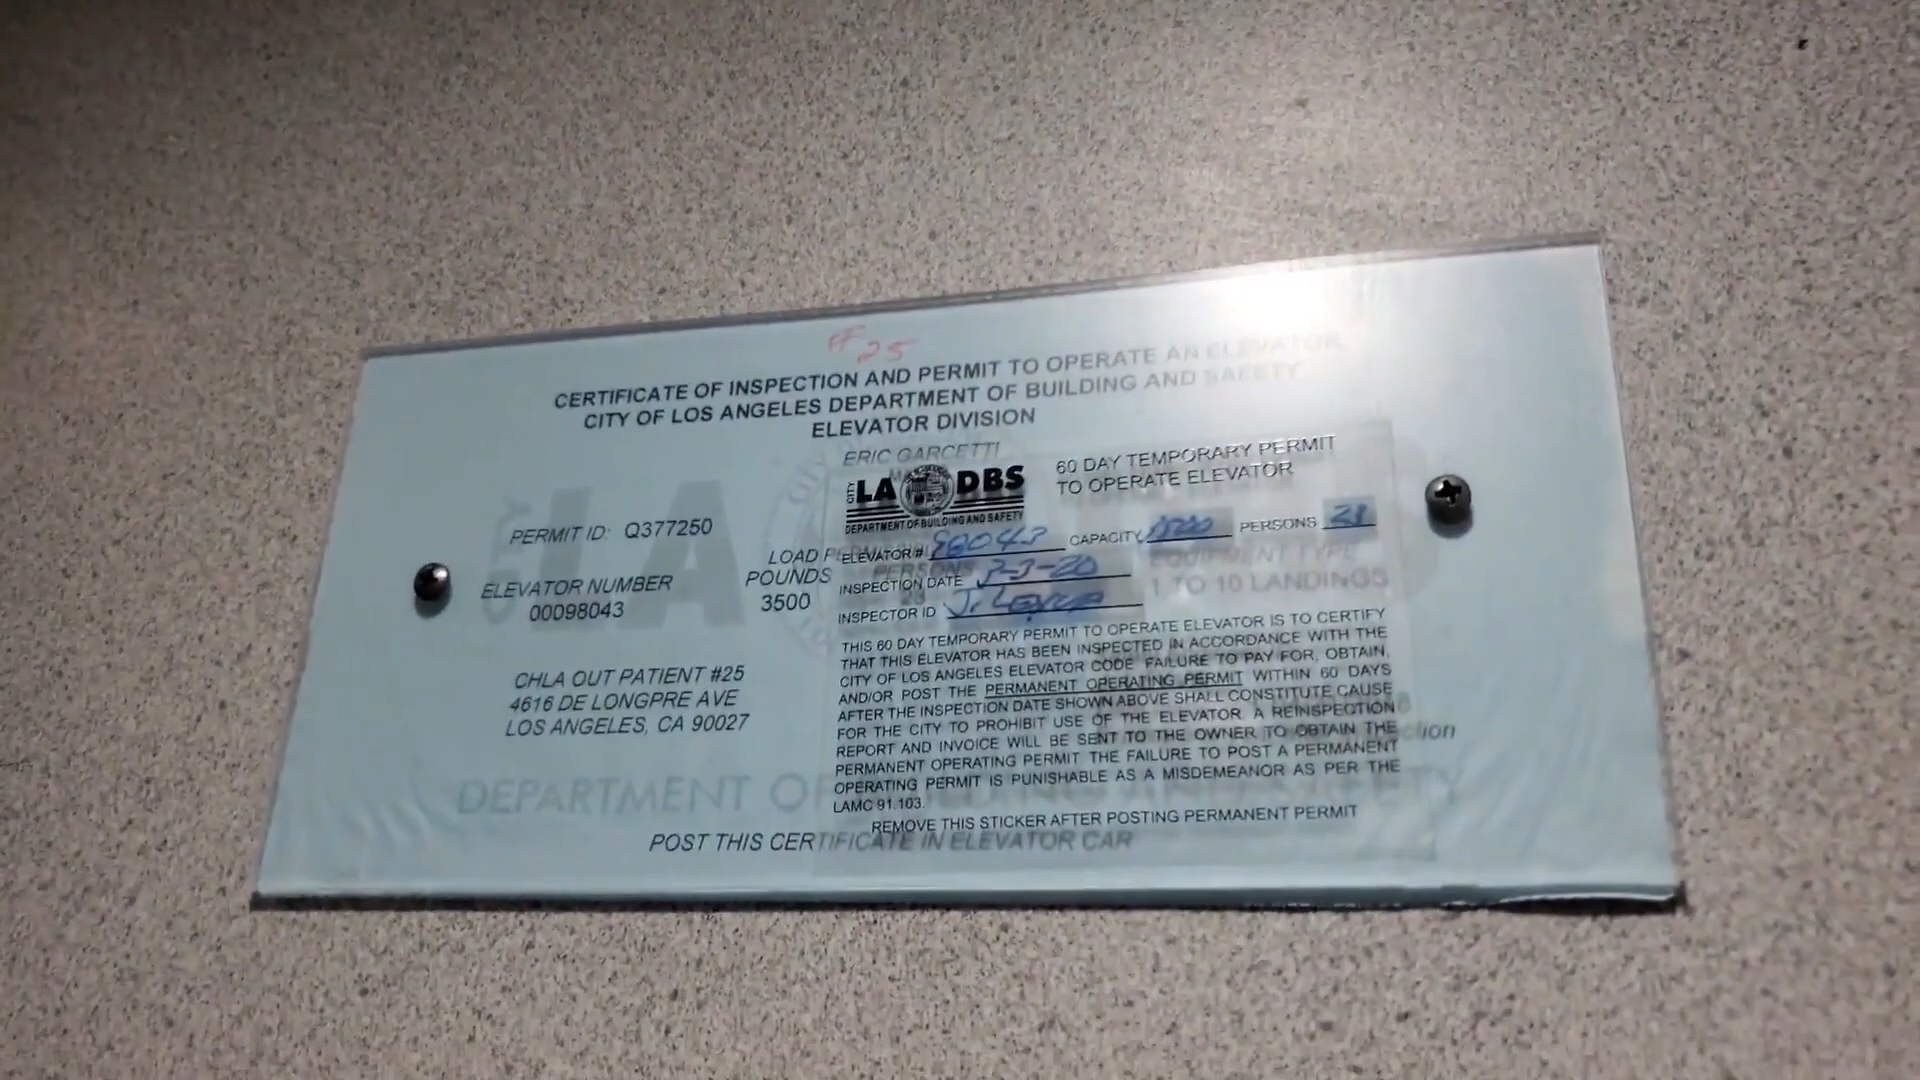 # 25
CERTIFICATE OF INSPECTION AND PERMIT TO OPERATE AN ELEVATOR
CITY OF LOS ANGELES DEPARTMENT OF BUILDING AND SAFETY
ELEVATOR DIVISION
ERIC GARCETTI
CITY LA DBS
DEPARTMENT OF BUILDING AND SAFETY
60 DAY TEMPORARY PERMIT
TO OPERATE ELEVATOR
PERMIT ID: Q377250
ELEVATOR NUMBER
00098043
LOAD
POUNDS
3500
PERSONS
EQUIPMENT TYPE
1 TO 10 LANDINGS
ELEVATOR # 98043 CAPACITY PERSONS
INSPECTION DATE
INSPECTOR ID
CHLA OUT PATIENT #25
4616 DE LONGPRE AVE
LOS ANGELES, CA 90027
THIS 60 DAY TEMPORARY PERMIT TO OPERATE ELEVATOR IS TO CERTIFY
THAT THIS ELEVATOR HAS BEEN INSPECTED IN ACCORDANCE WITH THE
CITY OF LOS ANGELES ELEVATOR CODE FAILURE TO PAY FOR, OBTAIN,
AND/OR POST THE PERMANENT OPERATING PERMIT WITHIN 60 DAYS
AFTER THE INSPECTION DATE SHOWN ABOVE SHALL CONSTITUTE CAUSE
FOR THE CITY TO PROHIBIT USE OF THE ELEVATOR. A REINSPECTION
REPORT AND INVOICE WILL BE SENT TO THE OWNER TO OBTAIN THE
PERMANENT OPERATING PERMIT THE FAILURE TO POST A PERMANENT
OPERATING PERMIT IS PUNISHABLE AS A MISDEMEANOR AS PER THE
LAMC 91.103.
REMOVE THIS STICKER AFTER POSTING PERMANENT PERMIT
DEPARTMENT OF BUILDING AND SAFETY
POST THIS CERTIFICATE IN ELEVATOR CAR